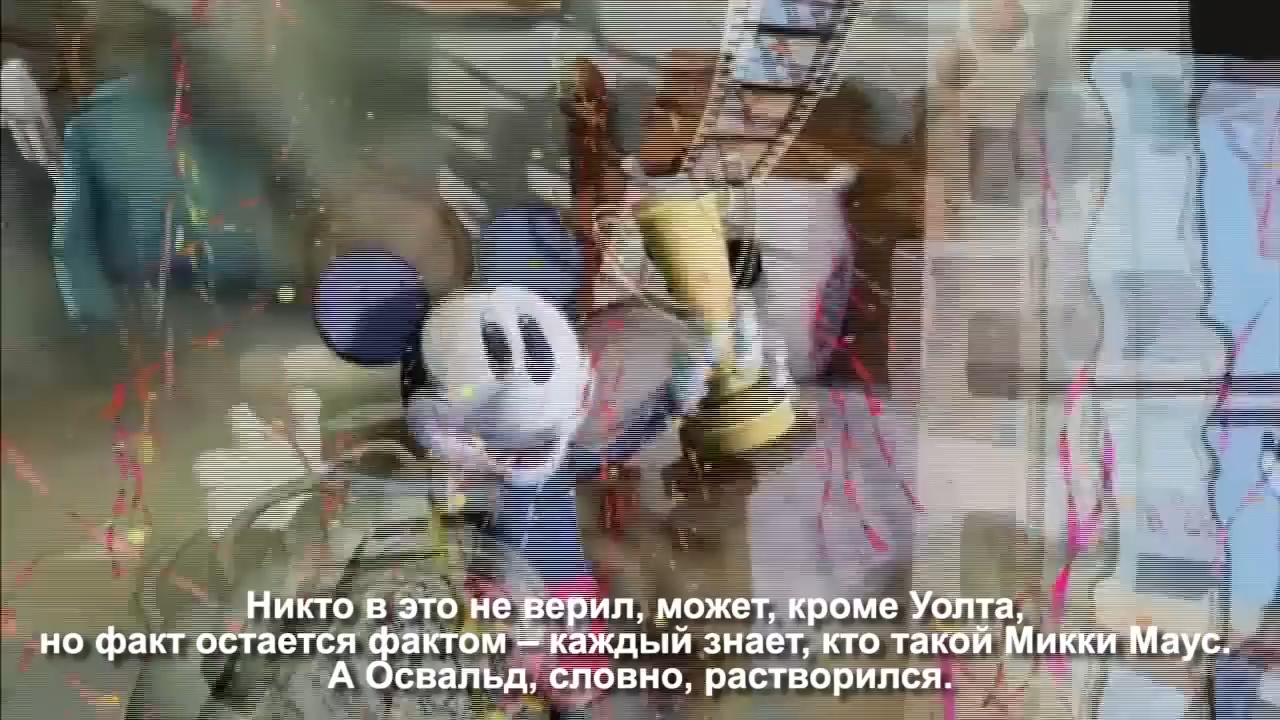 Никто в это не верил, может, кроме Уолта,
но факт остается фактом – каждый знает, кто такой Микки Маус.
А Освальд, словно, растворился.